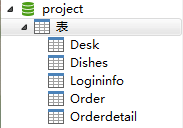 project
表
Desk
Dishes
Logininfo
Order
Orderdetail